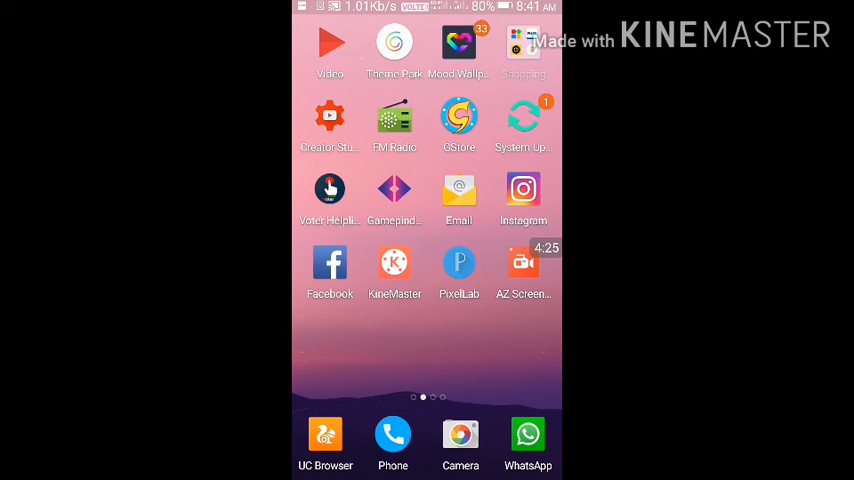 1.01Kb/s VOLTE 80% 8:41 AM
Made with KINEMASTER
Video Theme Park Mood Wallp... 33 Shopping
Creator Stu... FM Radio GStore System Up... 1
Voter Helpli... Gamepind... Email Instagram
4:25
Facebook KineMaster PixelLab AZ Screen...
UC Browser Phone Camera WhatsApp